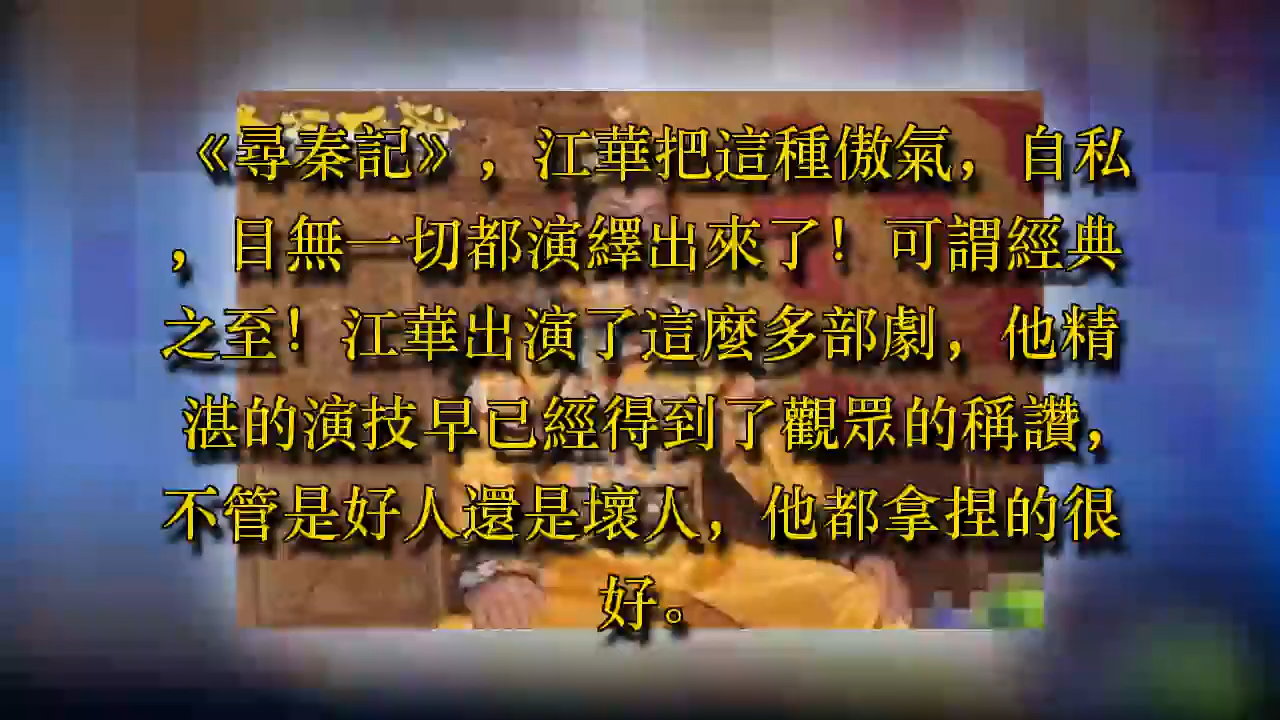 《尋秦記》，江華把這種傲氣，自私
，目無一切都演繹出來了！可謂經典
之至！江華出演了這麼多部劇，他精
湛的演技早已經得到了觀眾的稱讚，
不管是好人還是壞人，他都拿捏的很
好。